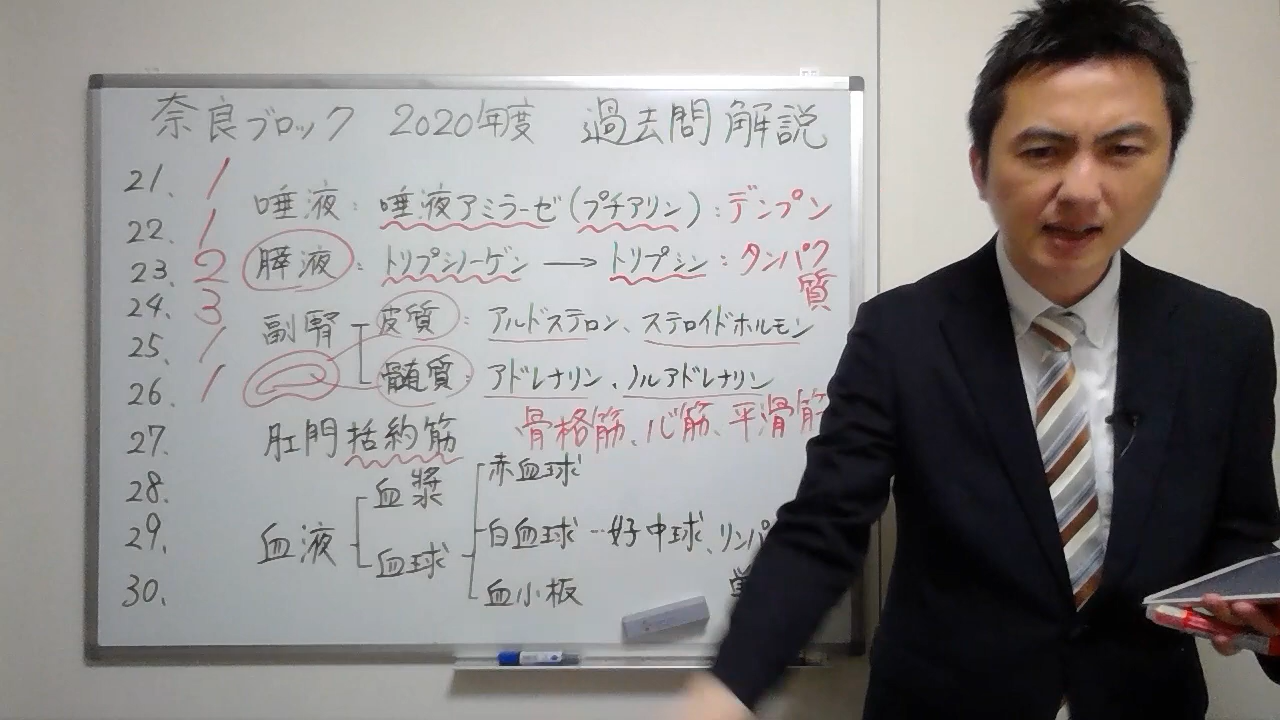 奈良ブロック 2020年度 過去問解説
21. 1
22. 1
23. 2
24. 3
25. 1
26. 1
27.
28.
29.
30.
唾液：唾液アミラーゼ(プチアリン)：デンプン
膵液：トリプシノーゲン→トリプシン：タンパク質
副腎
皮質：アルドステロン、ステロイドホルモン
髄質：アドレナリン、ノルアドレナリン
肛門括約筋 骨格筋、心筋、平滑筋
血液
血漿
血球
赤血球
白血球…好中球、リンパ
血小板